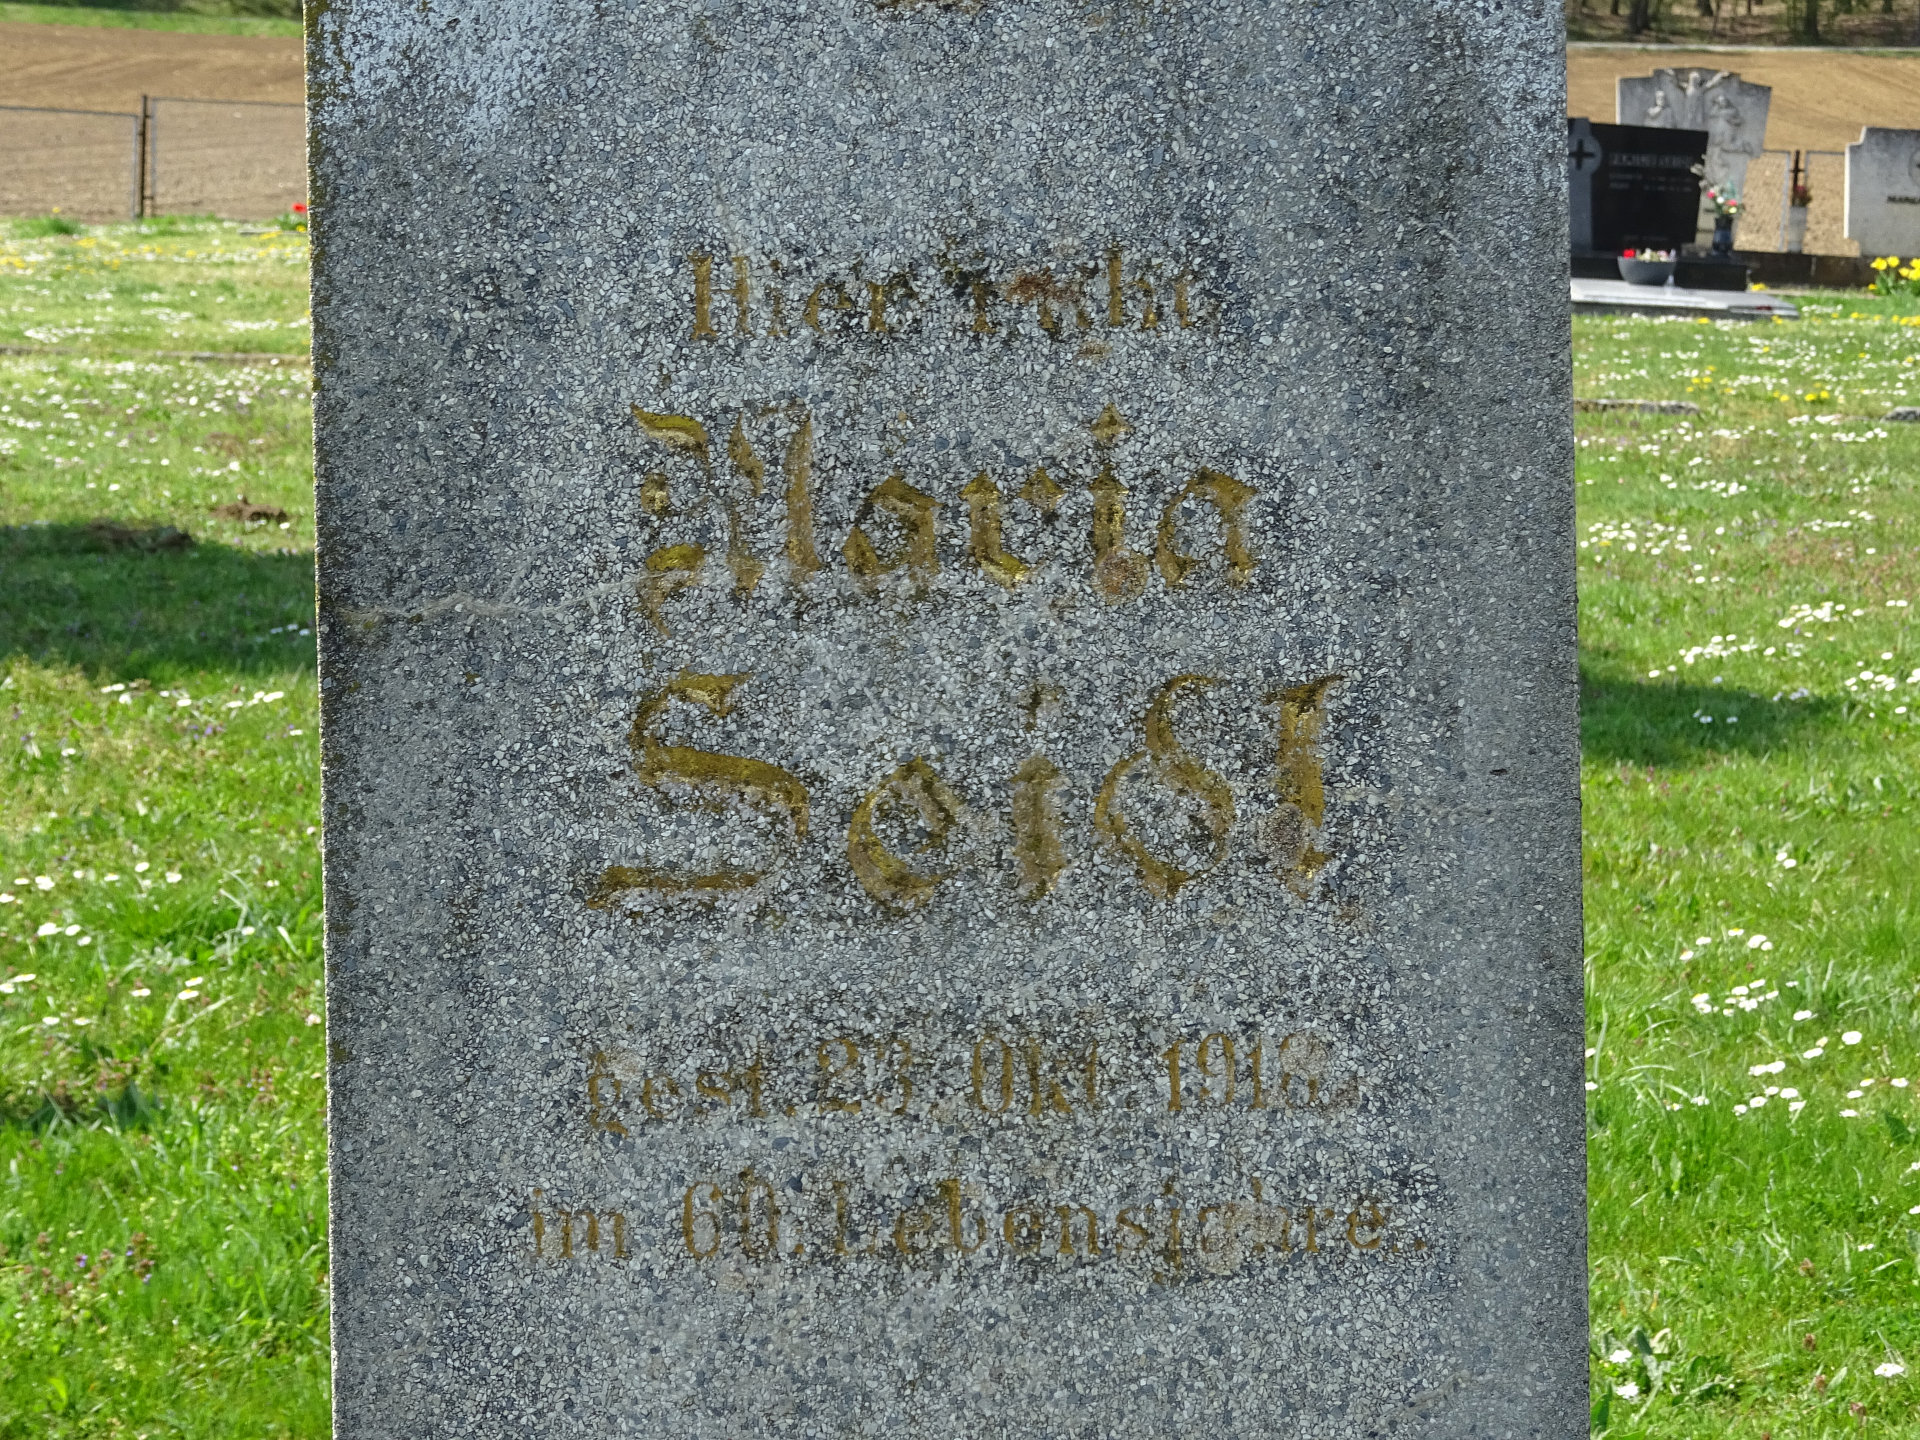 Hier ruht
Maria
Seidl
gest. 23. Okt. 1918.
im 60. Lebensjahre.